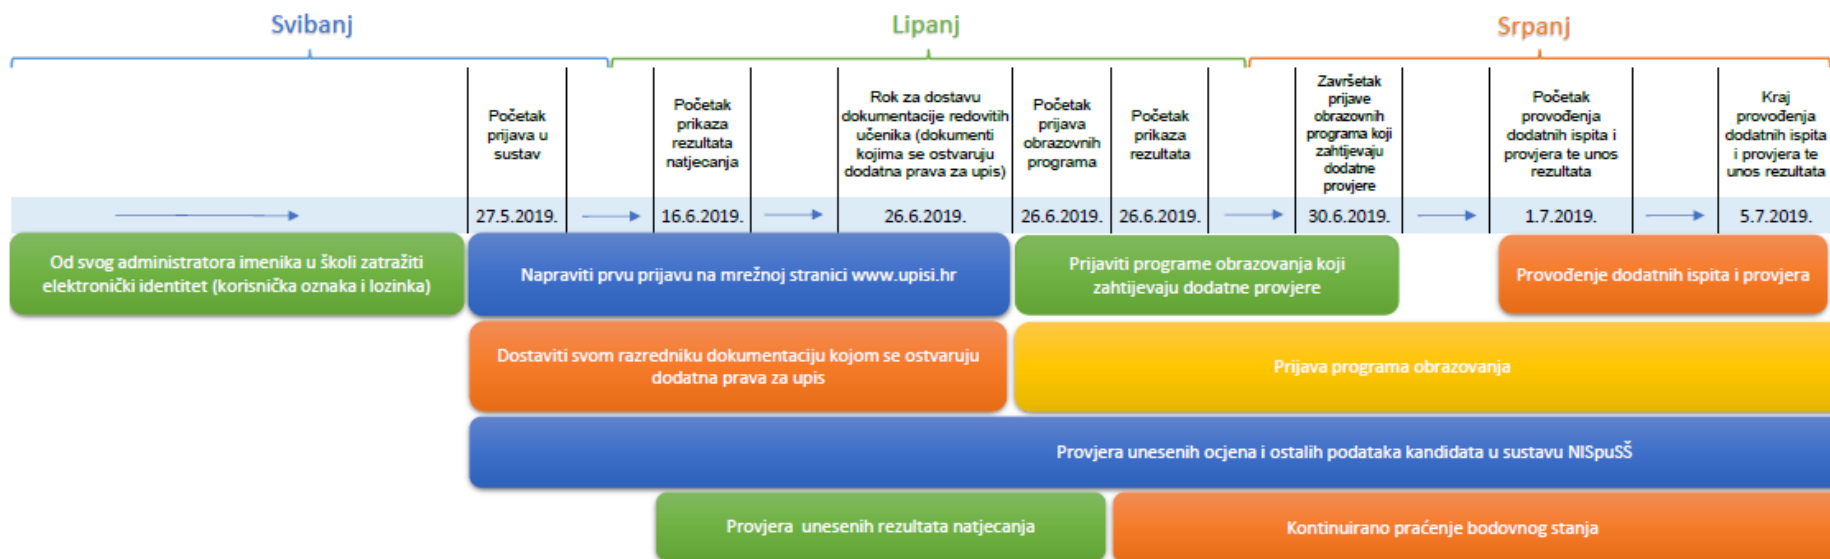 Svibanj
Lipanj
Srpanj
Početak
prijava u
sustav
Početak
prikaza
rezultata
natjecanja
Rok za dostavu
dokumentacije redovitih
učenika (dokumenti
kojima se ostvaruju
dodatna prava za upis)
Početak
prijava
obrazovnih
programa
Početak
prikaza
rezultata
Završetak
prijave
obrazovnih
programa koji
zahtijevaju
dodatne
provjere
Početak
provođenja
dodatnih ispita i
provjera te unos
rezultata
Kraj
provođenja
dodatnih ispita
i provjera te
unos rezultata
27.5.2019.
16.6.2019.
26.6.2019.
26.6.2019.
26.6.2019.
30.6.2019.
1.7.2019.
5.7.2019.
Od svog administratora imenika u školi zatražiti
elektronički identitet (korisnička oznaka i lozinka)
Napraviti prvu prijavu na mrežnoj stranici www.upisi.hr
Prijaviti programe obrazovanja koji
zahtijevaju dodatne provjere
Provođenje dodatnih ispita i provjera
Dostaviti svom razredniku dokumentaciju kojom se ostvaruju
dodatna prava za upis
Prijava programa obrazovanja
Provjera unesenih ocjena i ostalih podataka kandidata u sustavu NISpuSŠ
Provjera unesenih rezultata natjecanja
Kontinuirano praćenje bodovnog stanja